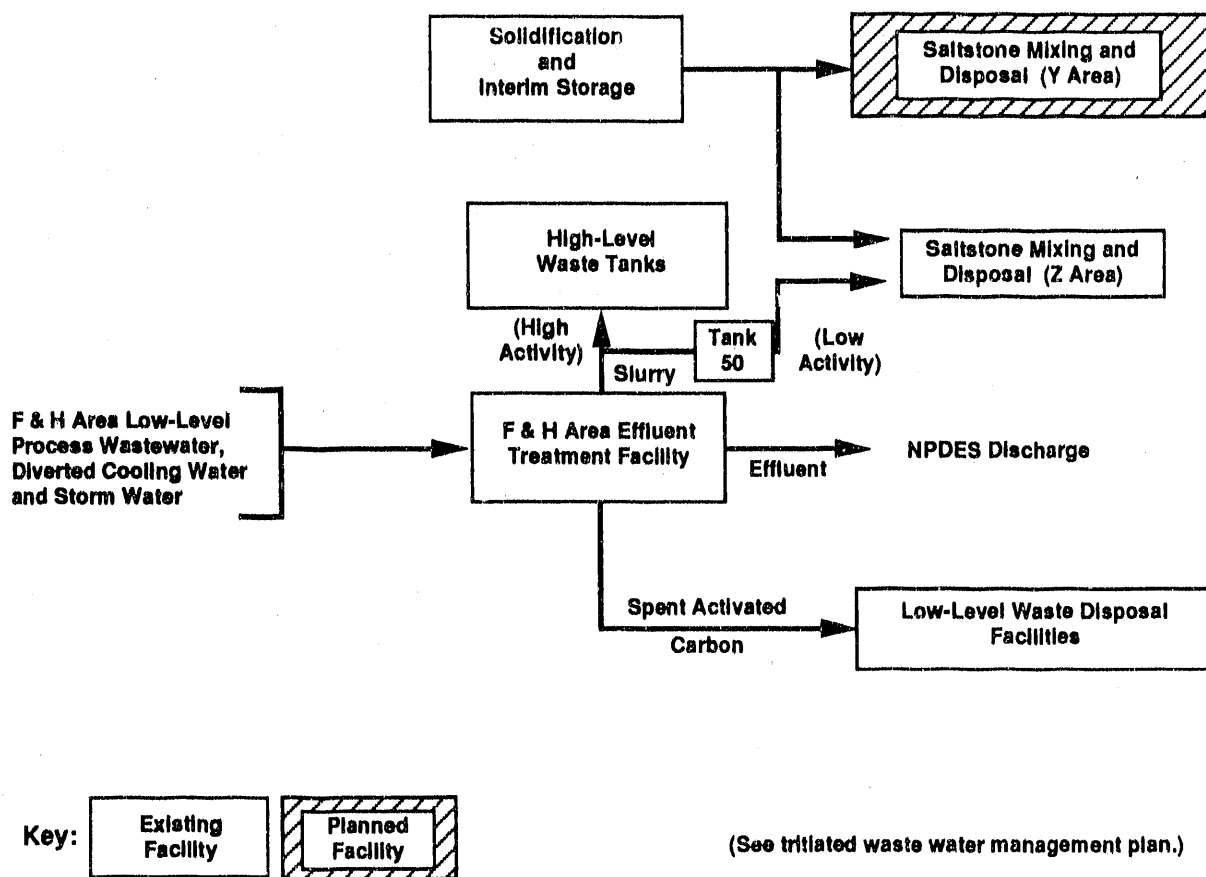 Solidification
and
Interim Storage
Saltstone Mixing and
Disposal (Y Area)
High-Level
Waste Tanks
Saltstone Mixing and
Disposal (Z Area)
(High
Activity)
Slurry
Tank
50
(Low
Activity)
F & H Area Low-Level
Process Wastewater,
Diverted Cooling Water
and Storm Water
F & H Area Effluent
Treatment Facility
Effluent
NPDES Discharge
Spent Activated
Carbon
Low-Level Waste Disposal
Facilities
Key:
Existing
Facility
Planned
Facility
(See tritiated waste water management plan.)